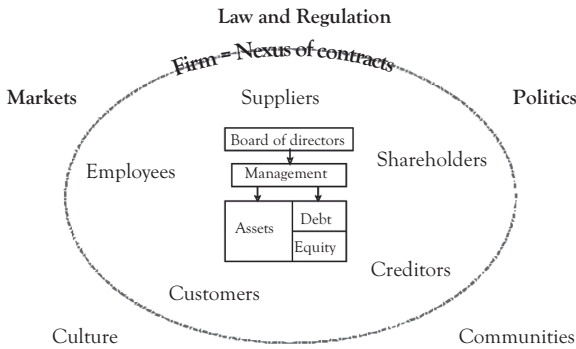 Law and Regulation
Firm = Nexus of contracts
Markets
Suppliers
Politics
Board of directors
Employees
Shareholders
Management
Assets
Debt
Equity
Creditors
Customers
Culture
Communities